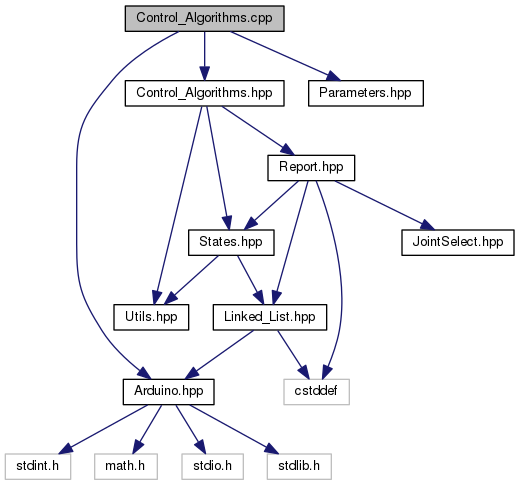 Control_Algorithms.cpp
Control_Algorithms.hpp
Parameters.hpp
Report.hpp
States.hpp
JointSelect.hpp
Utils.hpp
Linked_List.hpp
Arduino.hpp
cstddef
stdint.h
math.h
stdio.h
stdlib.h